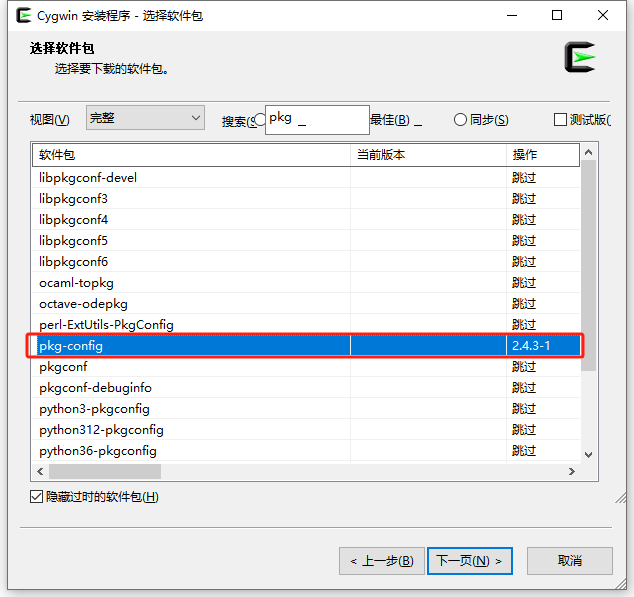 Cygwin 安装程序 - 选择软件包
选择软件包
选择要下载的软件包。
视图(V) 完整 搜索(S pkg _ 最佳(B) _ 同步(S) 测试版(
软件包 当前版本 操作
libpkgconf-devel 跳过
libpkgconf3 跳过
libpkgconf4 跳过
libpkgconf5 跳过
libpkgconf6 跳过
ocaml-topkg 跳过
octave-odepkg 跳过
perl-ExtUtils-PkgConfig 跳过
pkg-config 2.4.3-1
pkgconf 跳过
pkgconf-debuginfo 跳过
python3-pkgconfig 跳过
python312-pkgconfig 跳过
python36-pkgconfig 跳过
隐藏过时的软件包(H)
< 上一步(B) 下一页(N) > 取消